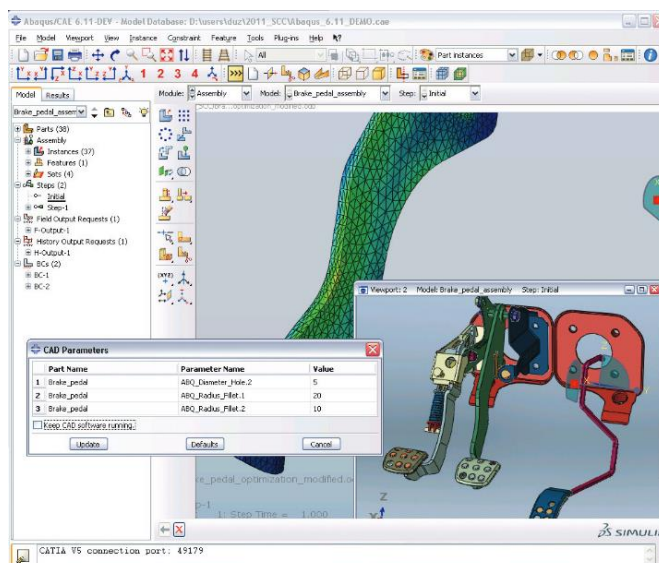 Abaqus/CAE 6.11-DEV - Model Database: D:\users\duz\2011_SCC\Abaqus_6.11_DEMO.cae
File Model Viewport View Instance Constraint Feature Tools Plug-ins Help
All
Part instances
1 2 3 4
Model Results
Module: Assembly Model: Brake_pedal_assembly Step: Initial
Brake_pedal_assem
Parts (38)
Assembly
Instances (37)
Features (1)
Sets (4)
Steps (2)
Initial
Step-1
Field Output Requests (1)
F-Output-1
History Output Requests (1)
H-Output-1
BCs (2)
BC-1
BC-2
(XYZ)
Viewport: 2 Model: Brake_pedal_assembly Step: Initial
CAD Parameters
Part Name Parameter Name Value
1 Brake_pedal ABQ_Diameter_Hole.2 5
2 Brake_pedal ABQ_Radius_Fillet.1 20
3 Brake_pedal ABQ_Radius_Fillet.2 10
Keep CAD software running.
Update Defaults Cancel
ke_pedal_optimization_modified.o
p-1
1: Step Time = 1.000
Z
X
Y
SIMULI
CATIA V5 connection port: 49179